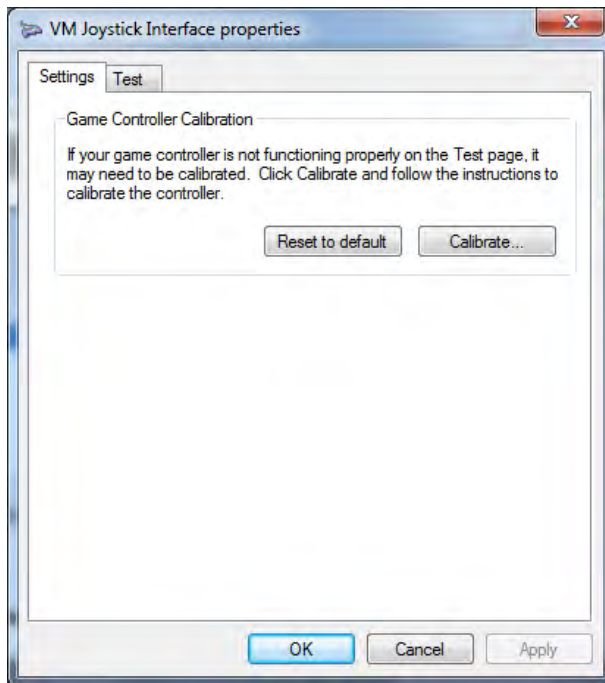 VM Joystick Interface properties
Settings Test
Game Controller Calibration
If your game controller is not functioning properly on the Test page, it
may need to be calibrated.  Click Calibrate and follow the instructions to
calibrate the controller.
Reset to default Calibrate...
OK Cancel Apply